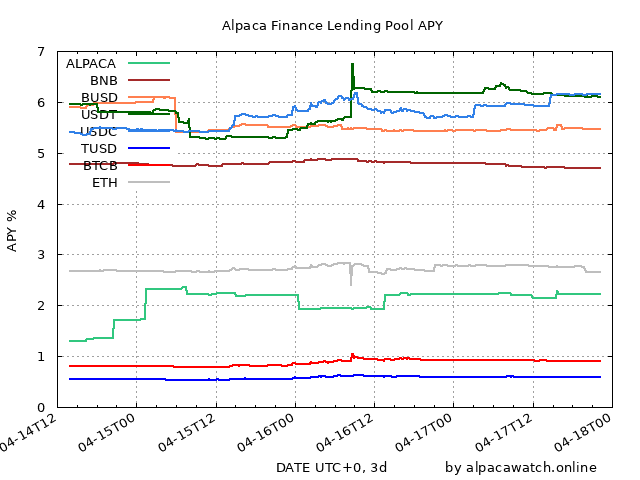 Alpaca Finance Lending Pool APY
7
6
5
4
3
2
1
0
APY %
ALPACA
BNB
BUSD
USDT
USDC
TUSD
BTCB
ETH
04-14T12
04-15T00
04-15T12
04-16T00
04-16T12
04-17T00
04-17T12
04-18T00
DATE UTC+0, 3d
by alpacawatch.online